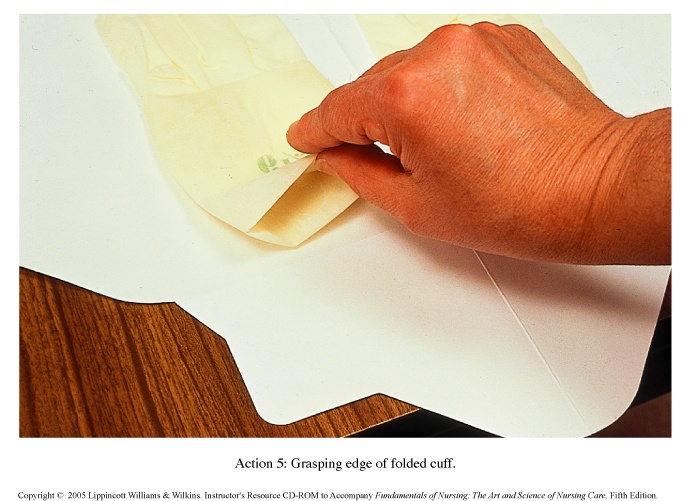 Action 5: Grasping edge of folded cuff.
Copyright © 2005 Lippincott Williams & Wilkins. Instructor's Resource CD-ROM to Accompany Fundamentals of Nursing: The Art and Science of Nursing Care, Fifth Edition.